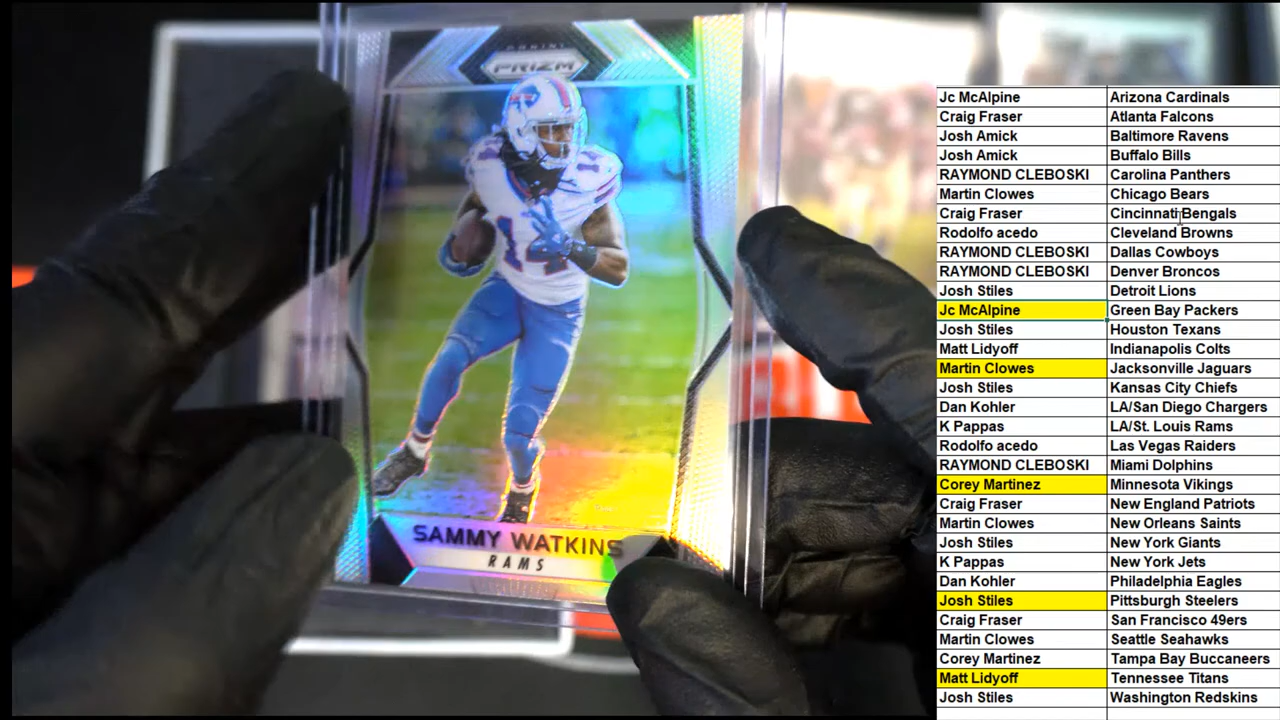 PANINI
PRIZM
14
14
SAMMY WATKINS
RAMS
Jc McAlpine Arizona Cardinals
Craig Fraser Atlanta Falcons
Josh Amick Baltimore Ravens
Josh Amick Buffalo Bills
RAYMOND CLEBOSKI Carolina Panthers
Martin Clowes Chicago Bears
Craig Fraser Cincinnati Bengals
Rodolfo acedo Cleveland Browns
RAYMOND CLEBOSKI Dallas Cowboys
RAYMOND CLEBOSKI Denver Broncos
Josh Stiles Detroit Lions
Jc McAlpine Green Bay Packers
Josh Stiles Houston Texans
Matt Lidyoff Indianapolis Colts
Martin Clowes Jacksonville Jaguars
Josh Stiles Kansas City Chiefs
Dan Kohler LA/San Diego Chargers
K Pappas LA/St. Louis Rams
Rodolfo acedo Las Vegas Raiders
RAYMOND CLEBOSKI Miami Dolphins
Corey Martinez Minnesota Vikings
Craig Fraser New England Patriots
Martin Clowes New Orleans Saints
Josh Stiles New York Giants
K Pappas New York Jets
Dan Kohler Philadelphia Eagles
Josh Stiles Pittsburgh Steelers
Craig Fraser San Francisco 49ers
Martin Clowes Seattle Seahawks
Corey Martinez Tampa Bay Buccaneers
Matt Lidyoff Tennessee Titans
Josh Stiles Washington Redskins